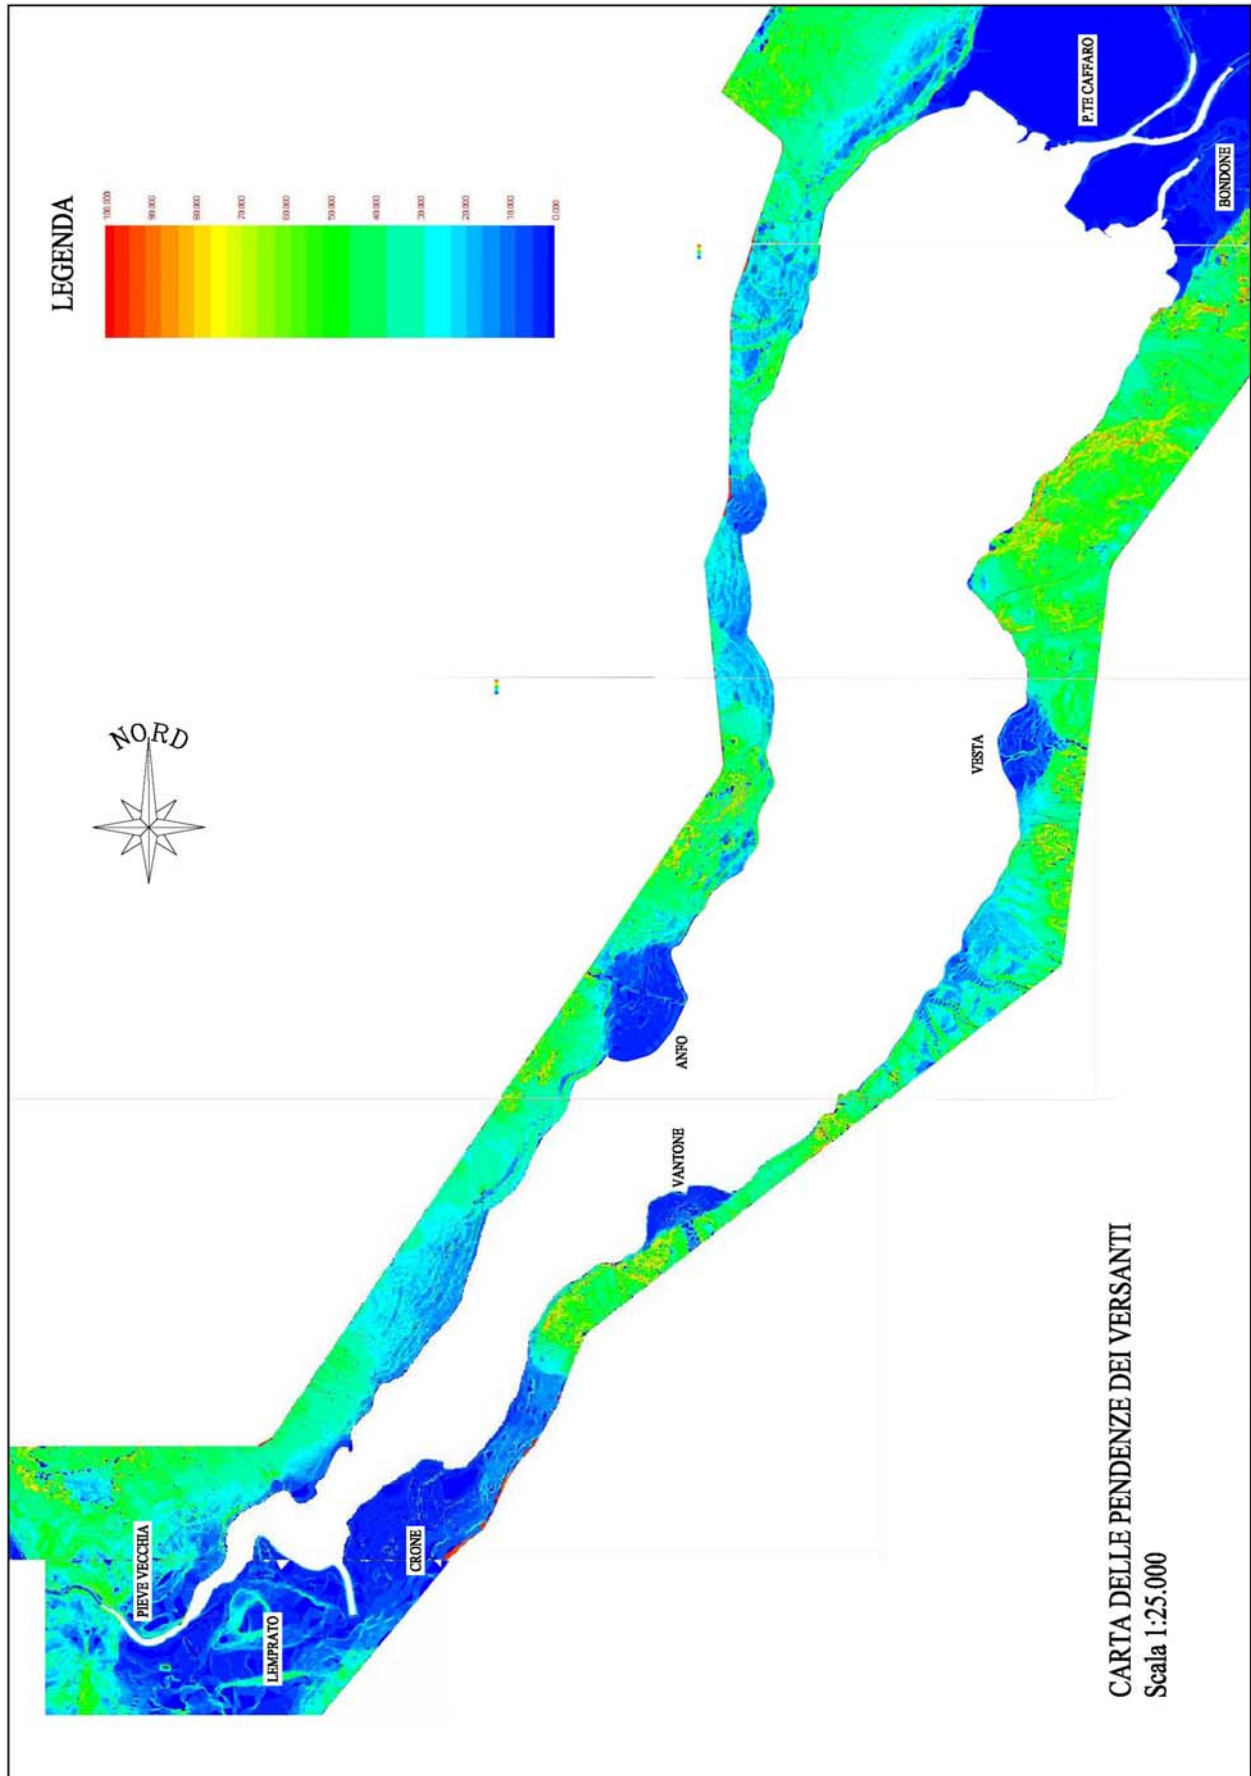 LEGENDA
100.000
90.000
80.000
70.000
60.000
50.000
40.000
30.000
20.000
10.000
0.000
NORD
P.TE CAFFARO
BONDONE
VESTA
ANFO
VANTONE
CRONE
PIEVE VECCHIA
LEMPRATO
CARTA DELLE PENDENZE DEI VERSANTI
Scala 1:25.000